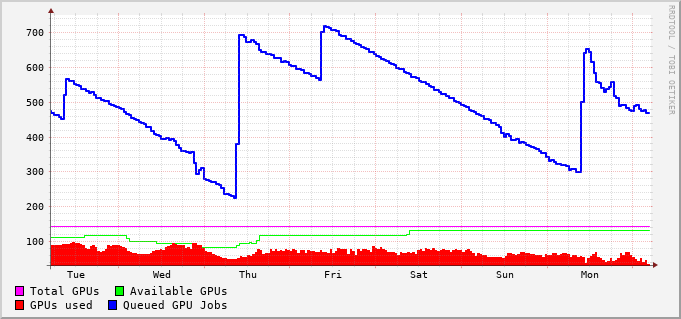 700
600
500
400
300
200
100
Tue Wed Thu Fri Sat Sun Mon
Total GPUs Available GPUs
GPUs used Queued GPU Jobs
RRDTOOL / TOBI OETIKER